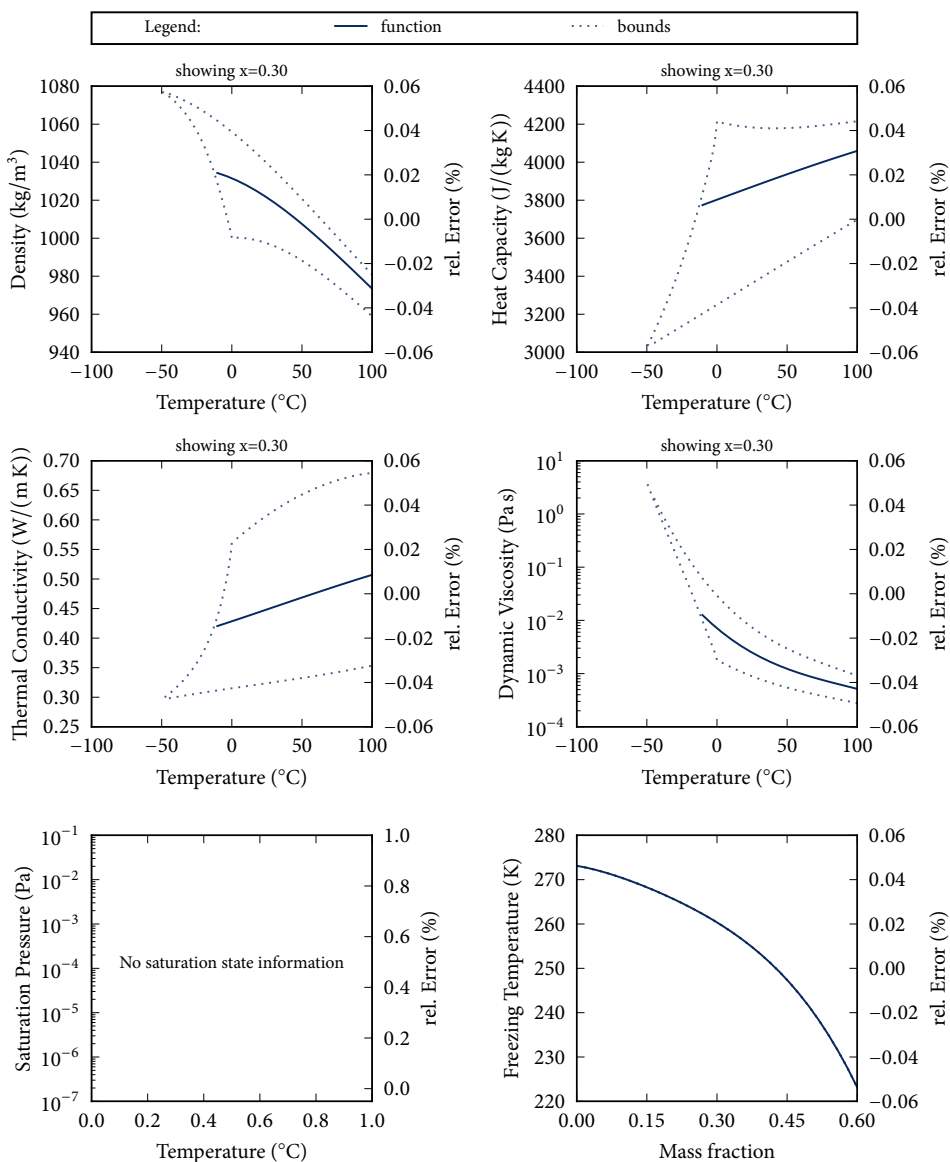 Legend: function bounds
showing x=0.30
1080
1060
1040
1020
1000
980
960
940
Density (kg/m³)
0.06
0.04
0.02
0.00
−0.02
−0.04
−0.06
rel. Error (%)
−100 −50 0 50 100
Temperature (°C)
showing x=0.30
4400
4200
4000
3800
3600
3400
3200
3000
Heat Capacity (J/(kg K))
0.06
0.04
0.02
0.00
−0.02
−0.04
−0.06
rel. Error (%)
−100 −50 0 50 100
Temperature (°C)
showing x=0.30
0.70
0.65
0.60
0.55
0.50
0.45
0.40
0.35
0.30
0.25
Thermal Conductivity (W/(m K))
0.06
0.04
0.02
0.00
−0.02
−0.04
−0.06
rel. Error (%)
−100 −50 0 50 100
Temperature (°C)
showing x=0.30
10¹
10⁰
10⁻¹
10⁻²
10⁻³
10⁻⁴
Dynamic Viscosity (Pa s)
0.06
0.04
0.02
0.00
−0.02
−0.04
−0.06
rel. Error (%)
−100 −50 0 50 100
Temperature (°C)
10⁻¹
10⁻²
10⁻³
10⁻⁴
10⁻⁵
10⁻⁶
10⁻⁷
Saturation Pressure (Pa)
No saturation state information
1.0
0.8
0.6
0.4
0.2
0.0
rel. Error (%)
0.0 0.2 0.4 0.6 0.8 1.0
Temperature (°C)
280
270
260
250
240
230
220
Freezing Temperature (K)
0.06
0.04
0.02
0.00
−0.02
−0.04
−0.06
rel. Error (%)
0.00 0.15 0.30 0.45 0.60
Mass fraction